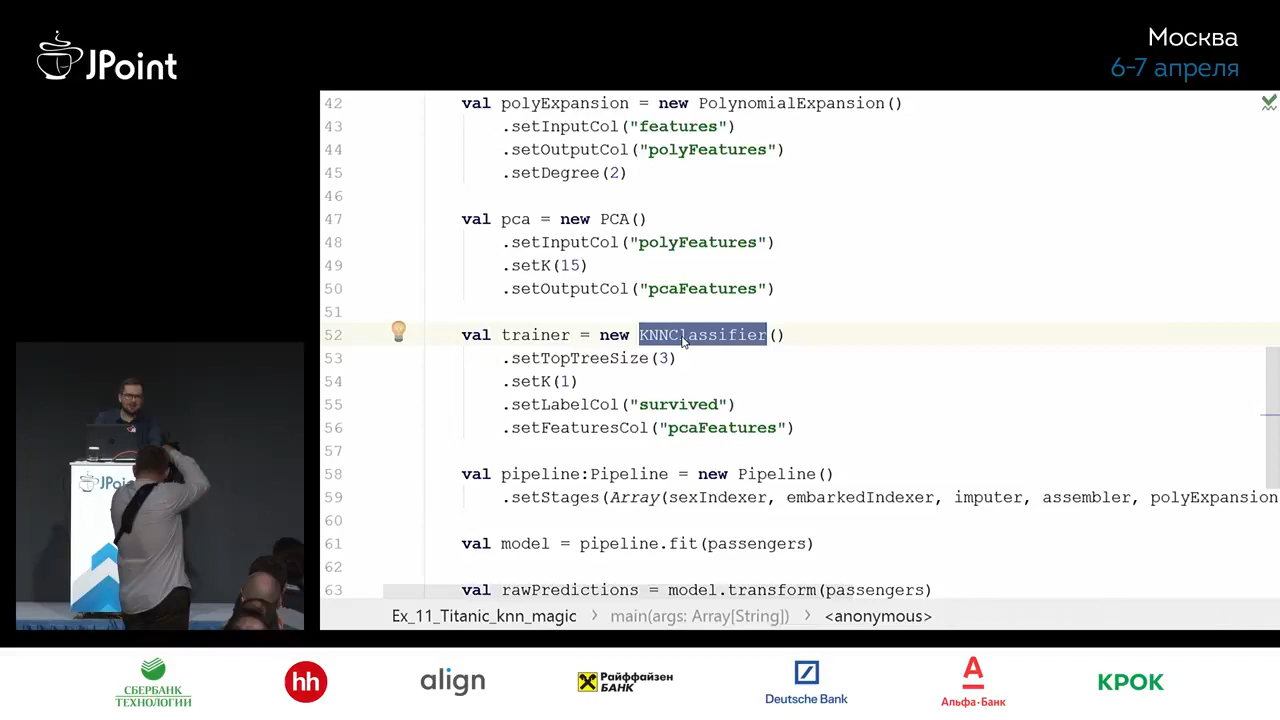 JPoint
Москва
6-7 апреля
42 val polyExpansion = new PolynomialExpansion()
43 .setInputCol("features")
44 .setOutputCol("polyFeatures")
45 .setDegree(2)
46
47 val pca = new PCA()
48 .setInputCol("polyFeatures")
49 .setK(15)
50 .setOutputCol("pcaFeatures")
51
52 val trainer = new KNNClassifier()
53 .setTopTreeSize(3)
54 .setK(1)
55 .setLabelCol("survived")
56 .setFeaturesCol("pcaFeatures")
57
58 val pipeline:Pipeline = new Pipeline()
59 .setStages(Array(sexIndexer, embarkedIndexer, imputer, assembler, polyExpansion
60
61 val model = pipeline.fit(passengers)
62
63 val rawPredictions = model.transform(passengers)
Ex_11_Titanic_knn_magic > main(args: Array[String]) > <anonymous>
JPoin
СБЕРБАНК
ТЕХНОЛОГИИ
hh
align
Райффайзен
БАНК
Deutsche Bank
А
Альфа·Банк
КРОК